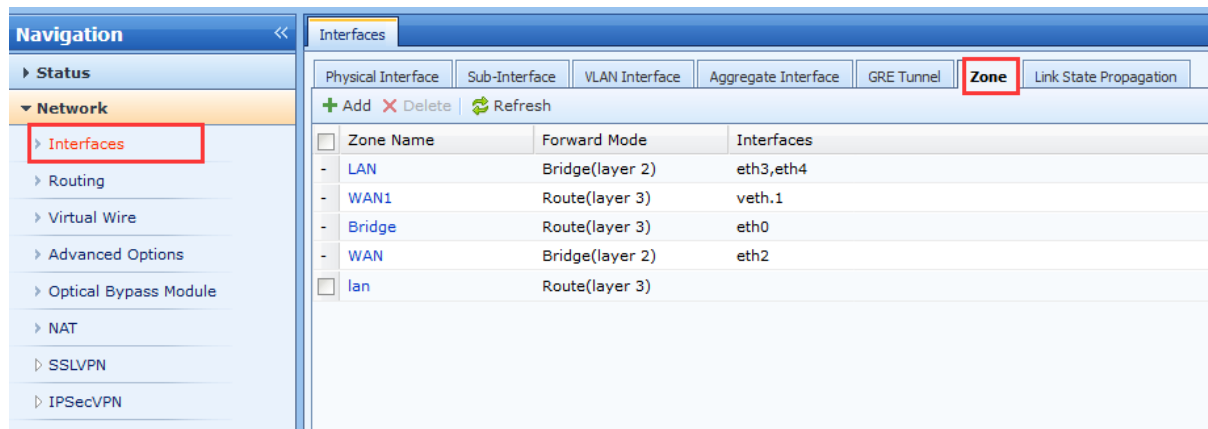 Navigation
Status
Network
Interfaces
Routing
Virtual Wire
Advanced Options
Optical Bypass Module
NAT
SSLVPN
IPSecVPN
Interfaces
Physical Interface Sub-Interface VLAN Interface Aggregate Interface GRE Tunnel Zone Link State Propagation
Add Delete Refresh
Zone Name Forward Mode Interfaces
- LAN Bridge(layer 2) eth3,eth4
- WAN1 Route(layer 3) veth.1
- Bridge Route(layer 3) eth0
- WAN Bridge(layer 2) eth2
lan Route(layer 3)